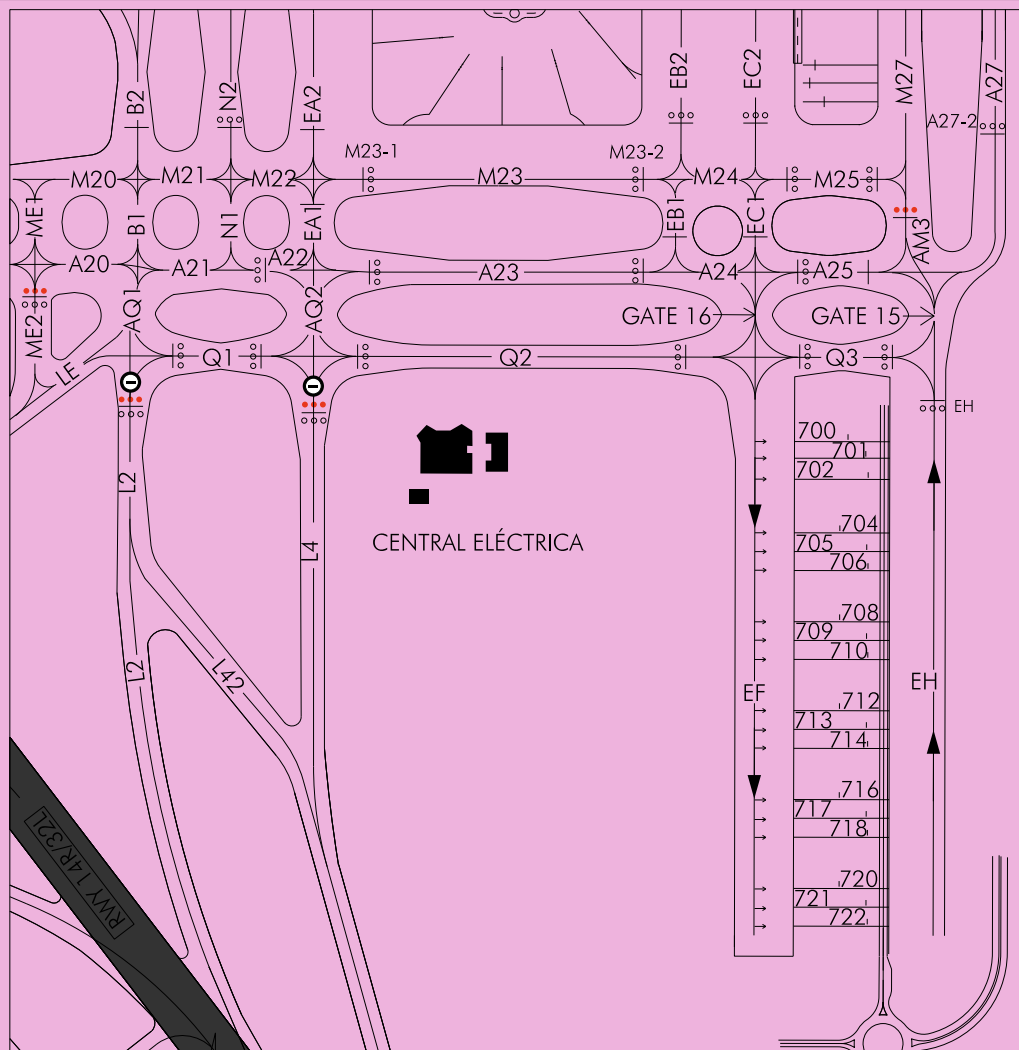 B2
N2
EA2
EB2
EC2
M27
A27
A27-2
M23-1
M23-2
M20
M21
M22
M23
M24
M25
ME1
B1
N1
EA1
EB1
EC1
AM3
A20
A21
A22
A23
A24
A25
ME2
AQ1
AQ2
GATE 16
GATE 15
LE
Q1
Q2
Q3
EH
700
701
702
L2
704
CENTRAL ELÉCTRICA
L4
705
706
708
709
710
L2
L42
EF
EH
712
713
714
716
717
718
RWY 14R/32L
720
721
722